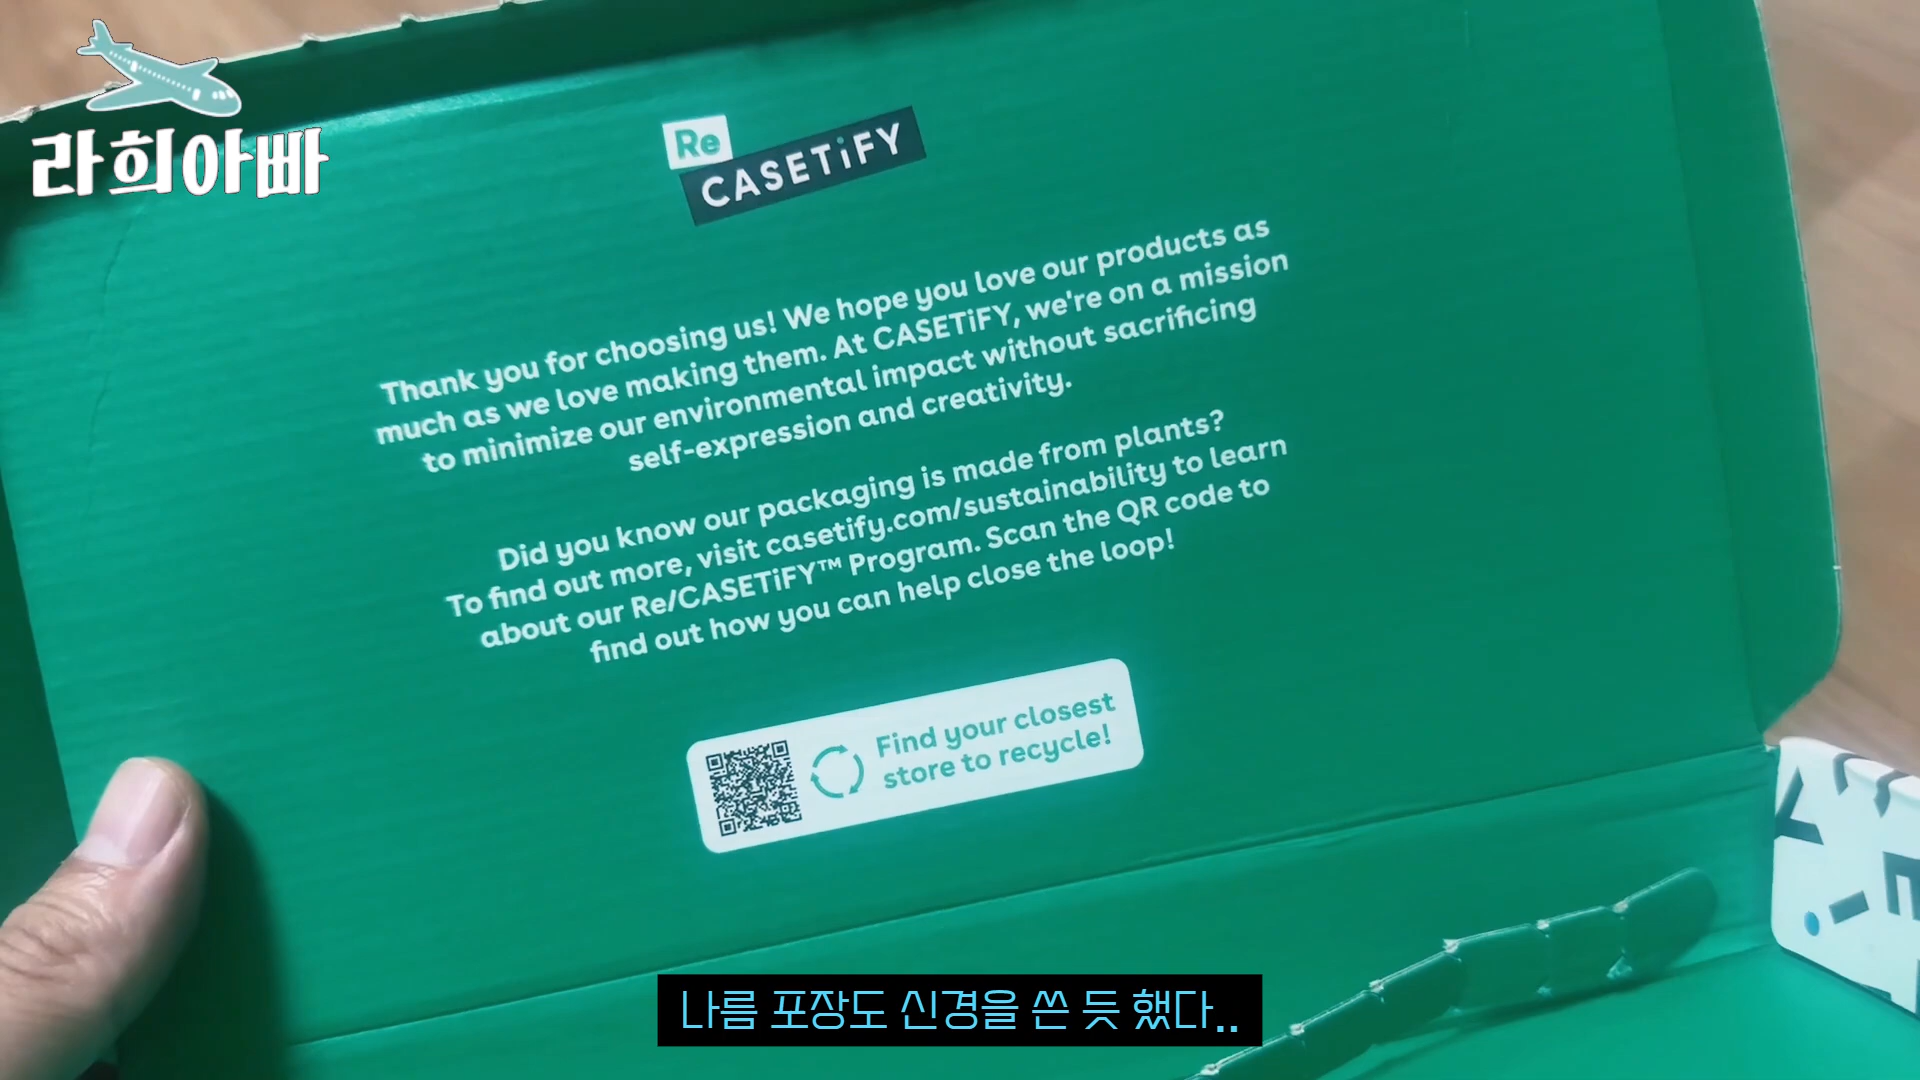 라희아빠
Re
CASETiFY
Thank you for choosing us! We hope you love our products as
much as we love making them. At CASETiFY, we're on a mission
to minimize our environmental impact without sacrificing
self-expression and creativity.
Did you know our packaging is made from plants?
To find out more, visit casetify.com/sustainability to learn
about our Re/CASETiFY™ Program. Scan the QR code to
find out how you can help close the loop!
Find your closest
store to recycle!
나름 포장도 신경을 쓴 듯 했다..